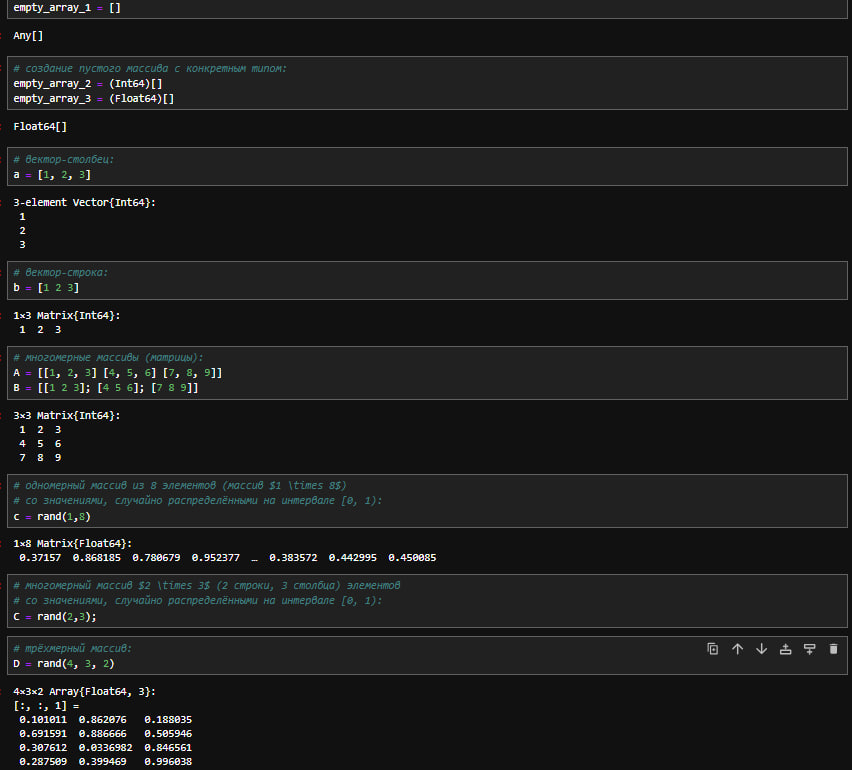 empty_array_1 = []
Any[]
# создание пустого массива с конкретным типом:
empty_array_2 = (Int64)[]
empty_array_3 = (Float64)[]
Float64[]
# вектор-столбец:
a = [1, 2, 3]
3-element Vector{Int64}:
1
2
3
# вектор-строка:
b = [1 2 3]
1×3 Matrix{Int64}:
1 2 3
# многомерные массивы (матрицы):
A = [[1, 2, 3] [4, 5, 6] [7, 8, 9]]
B = [[1 2 3]; [4 5 6]; [7 8 9]]
3×3 Matrix{Int64}:
1 2 3
4 5 6
7 8 9
# одномерный массив из 8 элементов (массив $1 \times 8$)
# со значениями, случайно распределёнными на интервале [0, 1):
c = rand(1,8)
1×8 Matrix{Float64}:
0.37157 0.868185 0.780679 0.952377 … 0.383572 0.442995 0.450085
# многомерный массив $2 \times 3$ (2 строки, 3 столбца) элементов
# со значениями, случайно распределёнными на интервале [0, 1):
C = rand(2,3);
# трёхмерный массив:
D = rand(4, 3, 2)
4×3×2 Array{Float64, 3}:
[:, :, 1] =
0.101011 0.862076 0.188035
0.691591 0.886666 0.505946
0.307612 0.0336982 0.846561
0.287509 0.399469 0.996038